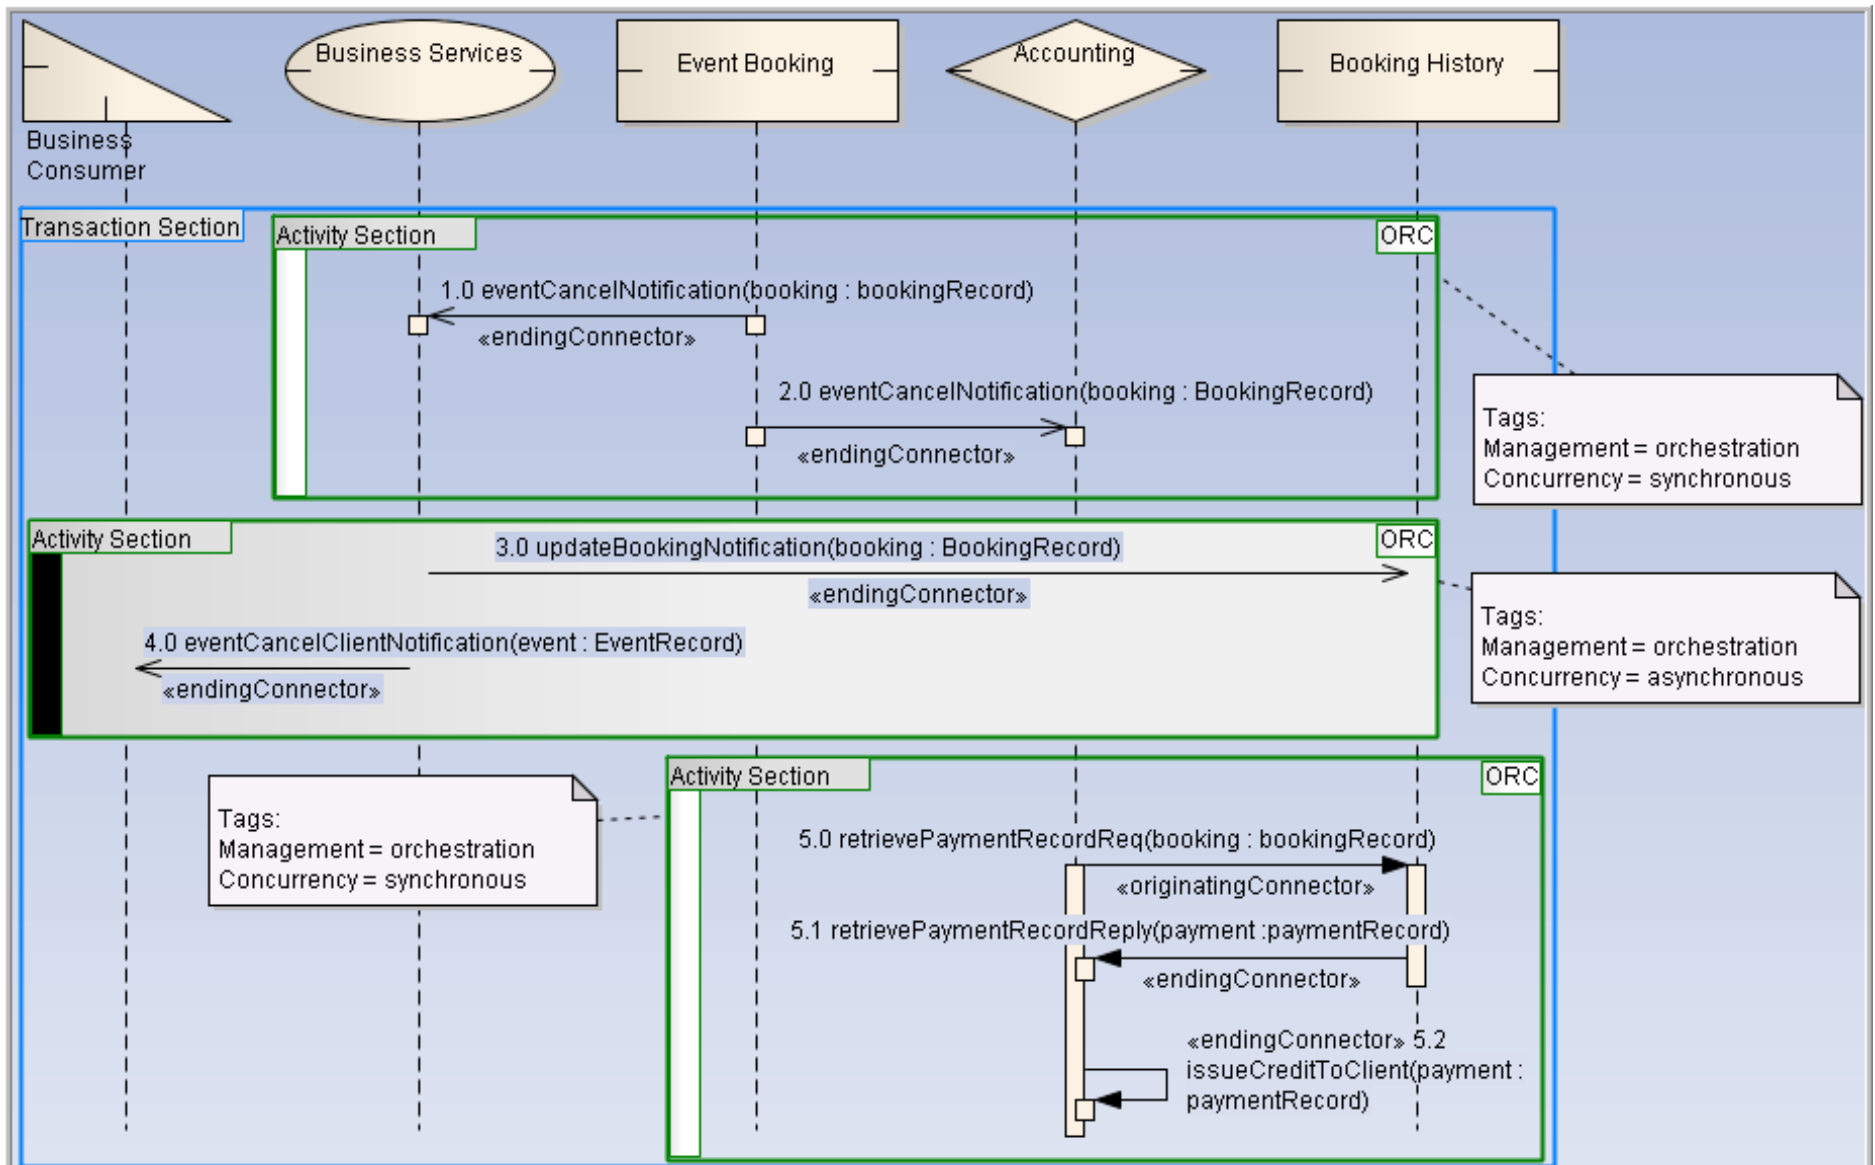 Business Services
Event Booking
Accounting
Booking History
Business
Consumer
Transaction Section
Activity Section
ORC
1.0 eventCancelNotification(booking : bookingRecord)
«endingConnector»
2.0 eventCancelNotification(booking : BookingRecord)
«endingConnector»
Tags:
Management = orchestration
Concurrency = synchronous
Activity Section
ORC
3.0 updateBookingNotification(booking : BookingRecord)
«endingConnector»
4.0 eventCancelClientNotification(event : EventRecord)
«endingConnector»
Tags:
Management = orchestration
Concurrency = asynchronous
Activity Section
ORC
Tags:
Management = orchestration
Concurrency = synchronous
5.0 retrievePaymentRecordReq(booking : bookingRecord)
«originatingConnector»
5.1 retrievePaymentRecordReply(payment :paymentRecord)
«endingConnector»
«endingConnector» 5.2
issueCreditToClient(payment :
paymentRecord)